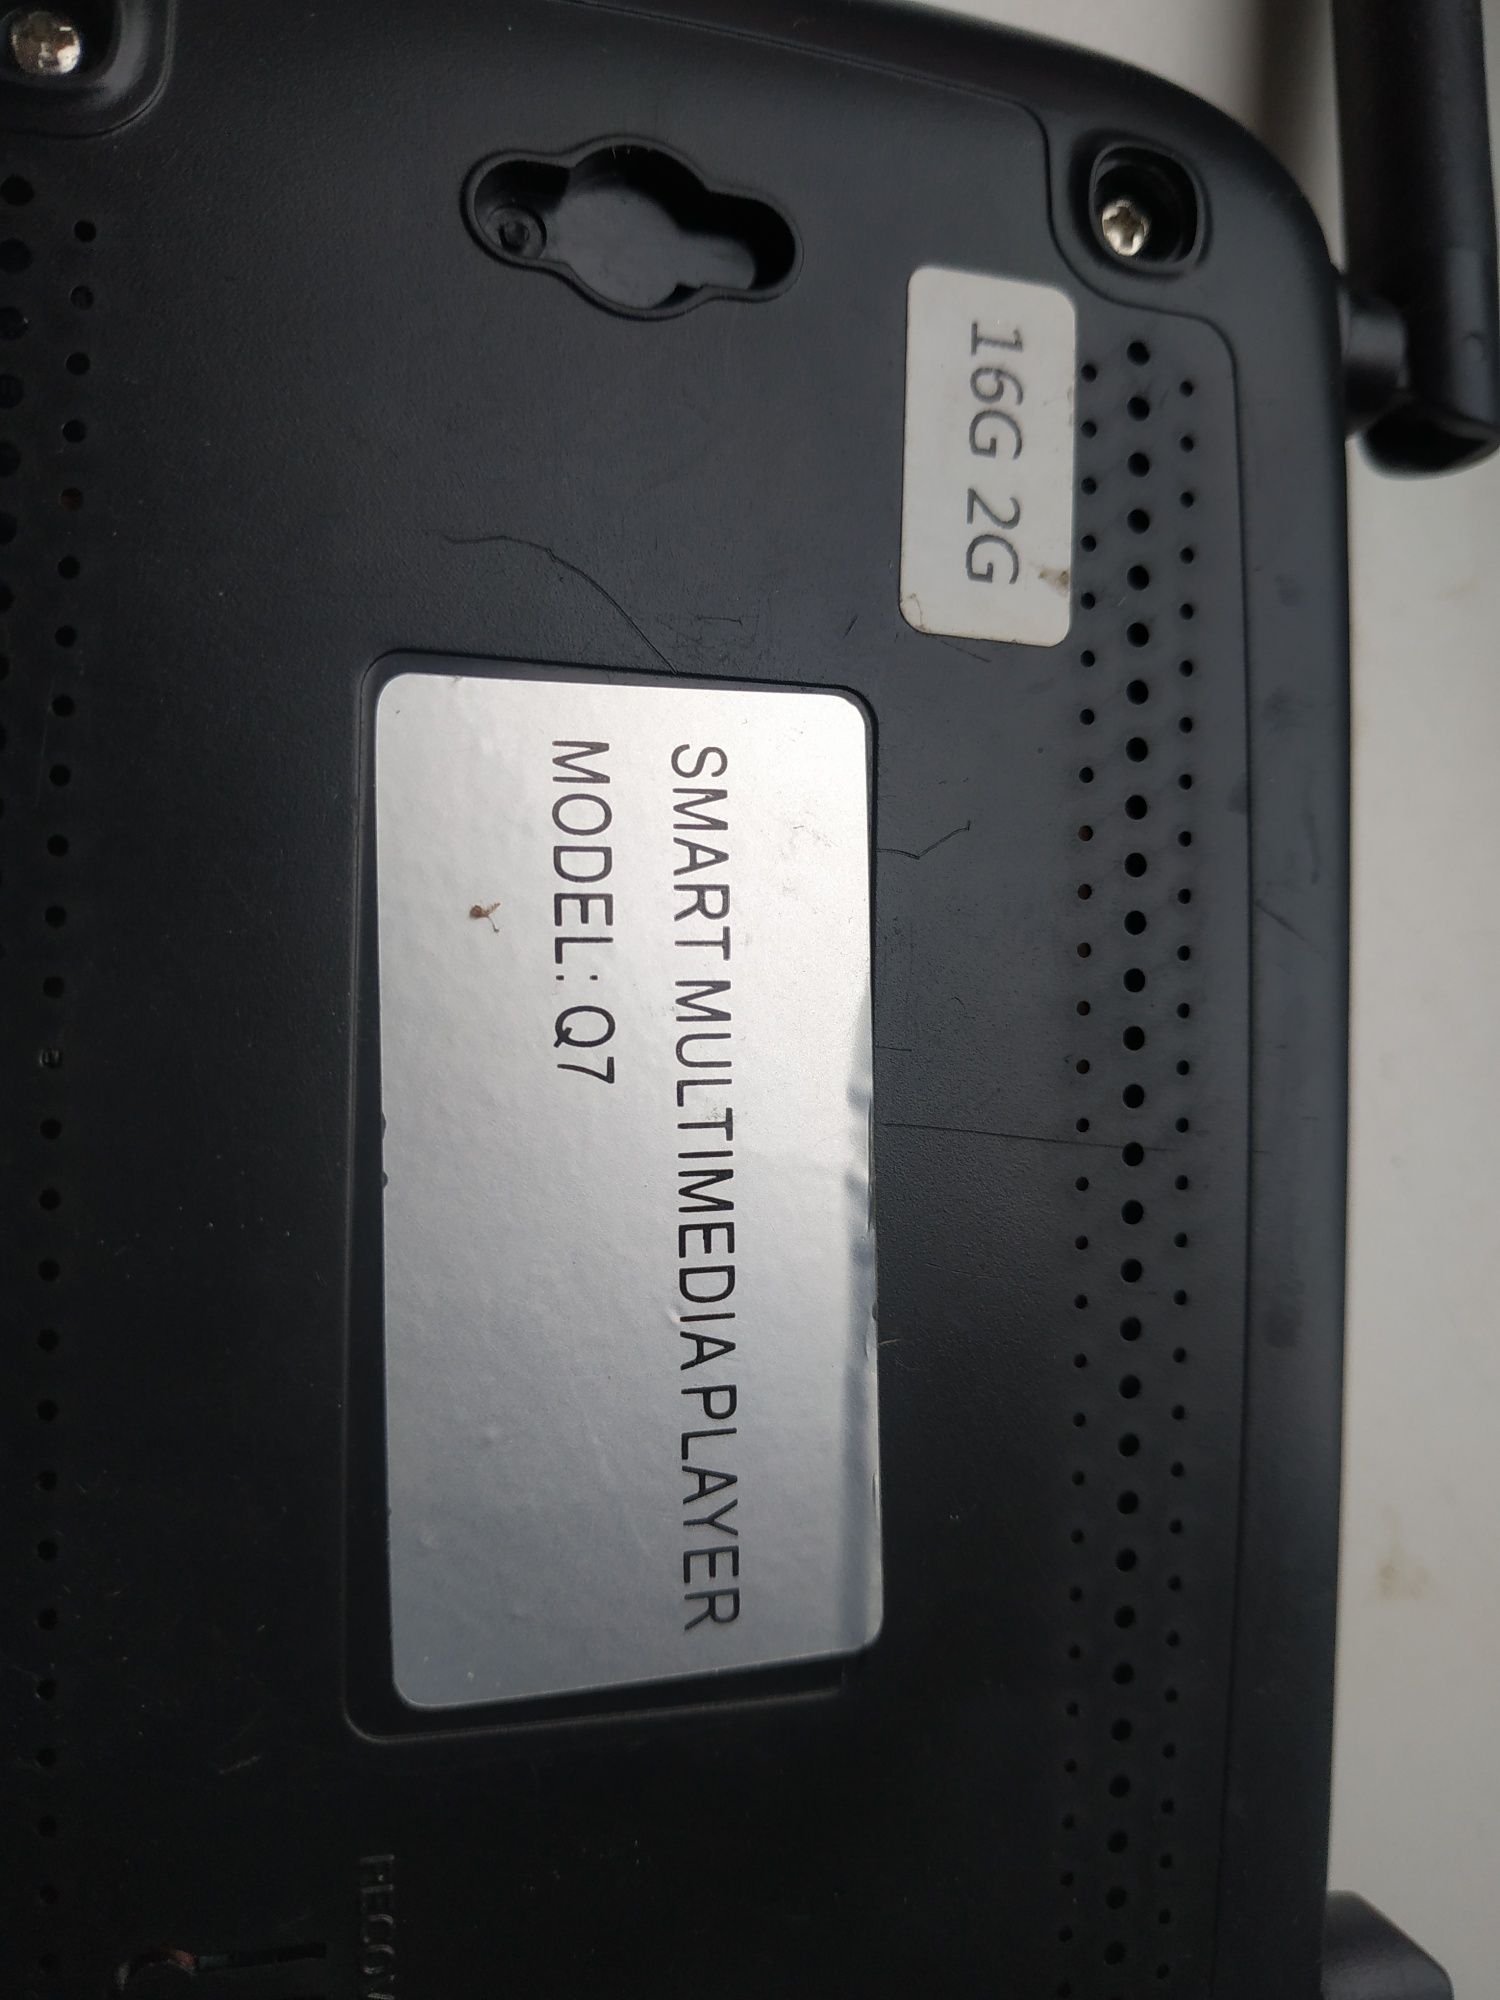 16G 2G
SMART MULTIMEDIA PLAYER
MODEL: Q7